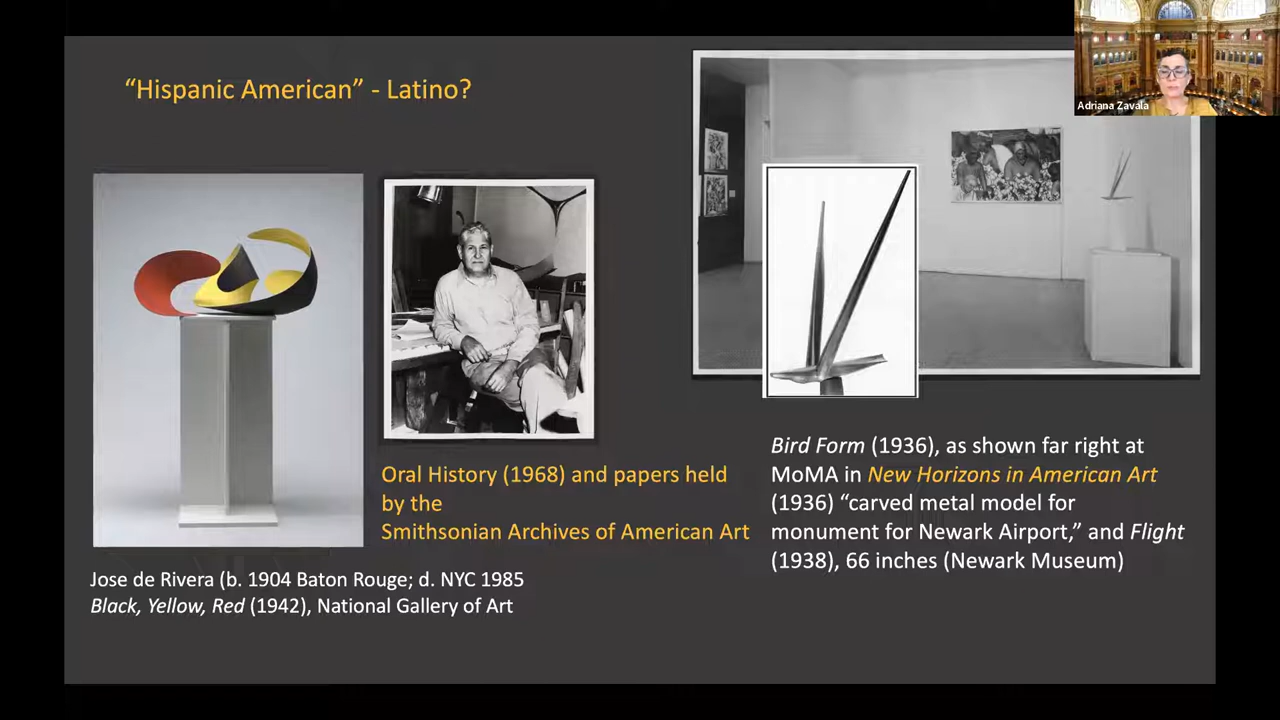 “Hispanic American” - Latino?
Adriana Zavala
Oral History (1968) and papers held
by the
Smithsonian Archives of American Art
Jose de Rivera (b. 1904 Baton Rouge; d. NYC 1985
Black, Yellow, Red (1942), National Gallery of Art
Bird Form (1936), as shown far right at
MoMA in New Horizons in American Art
(1936) “carved metal model for
monument for Newark Airport,” and Flight
(1938), 66 inches (Newark Museum)